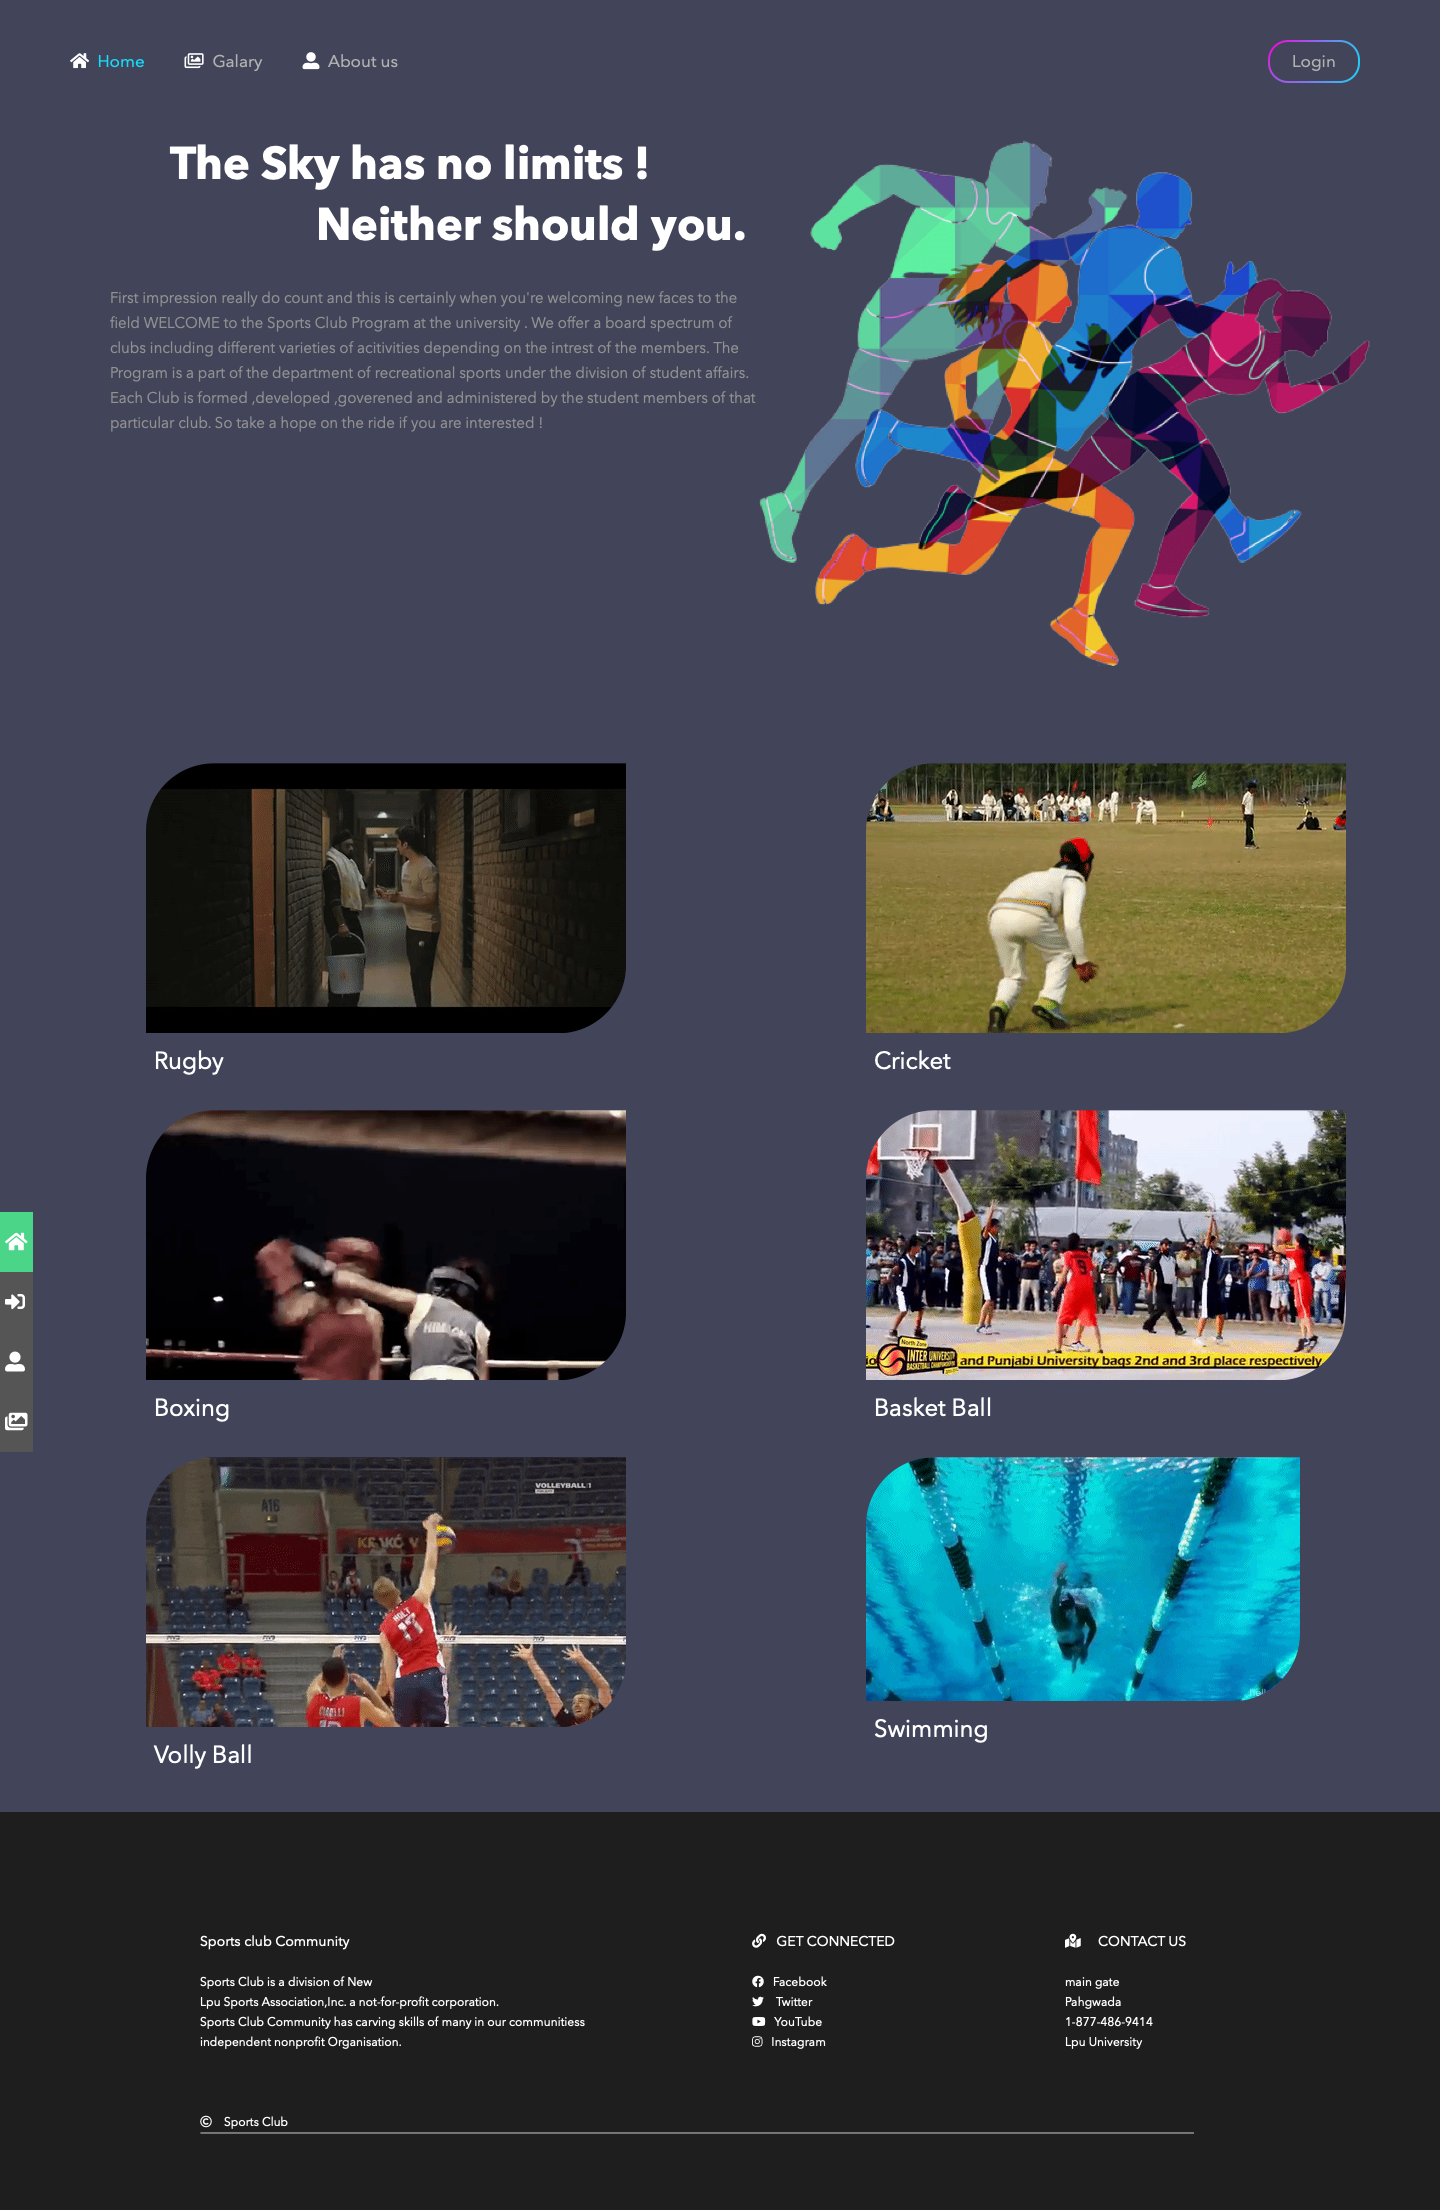 Home
Galary
About us
Login
The Sky has no limits !
Neither should you.
First impression really do count and this is certainly when you're welcoming new faces to the
field WELCOME to the Sports Club Program at the university . We offer a board spectrum of
clubs including different varieties of acitivities depending on the intrest of the members. The
Program is a part of the department of recreational sports under the division of student affairs.
Each Club is formed ,developed ,goverened and administered by the student members of that
particular club. So take a hope on the ride if you are interested !
Rugby
Cricket
Boxing
North Zone
INTER UNIVERSITY
BASKETBALL CHAMPIONSHIP
and Punjabi University bags 2nd and 3rd place respectively
Basket Ball
VOLLEYBALL 1
A16
KRAKÓW
HOLT
Volly Ball
Swimming
Sports club Community
Sports Club is a division of New
Lpu Sports Association,Inc. a not-for-profit corporation.
Sports Club Community has carving skills of many in our communitiess
independent nonprofit Organisation.
GET CONNECTED
Facebook
Twitter
YouTube
Instagram
CONTACT US
main gate
Pahgwada
1-877-486-9414
Lpu University
© Sports Club